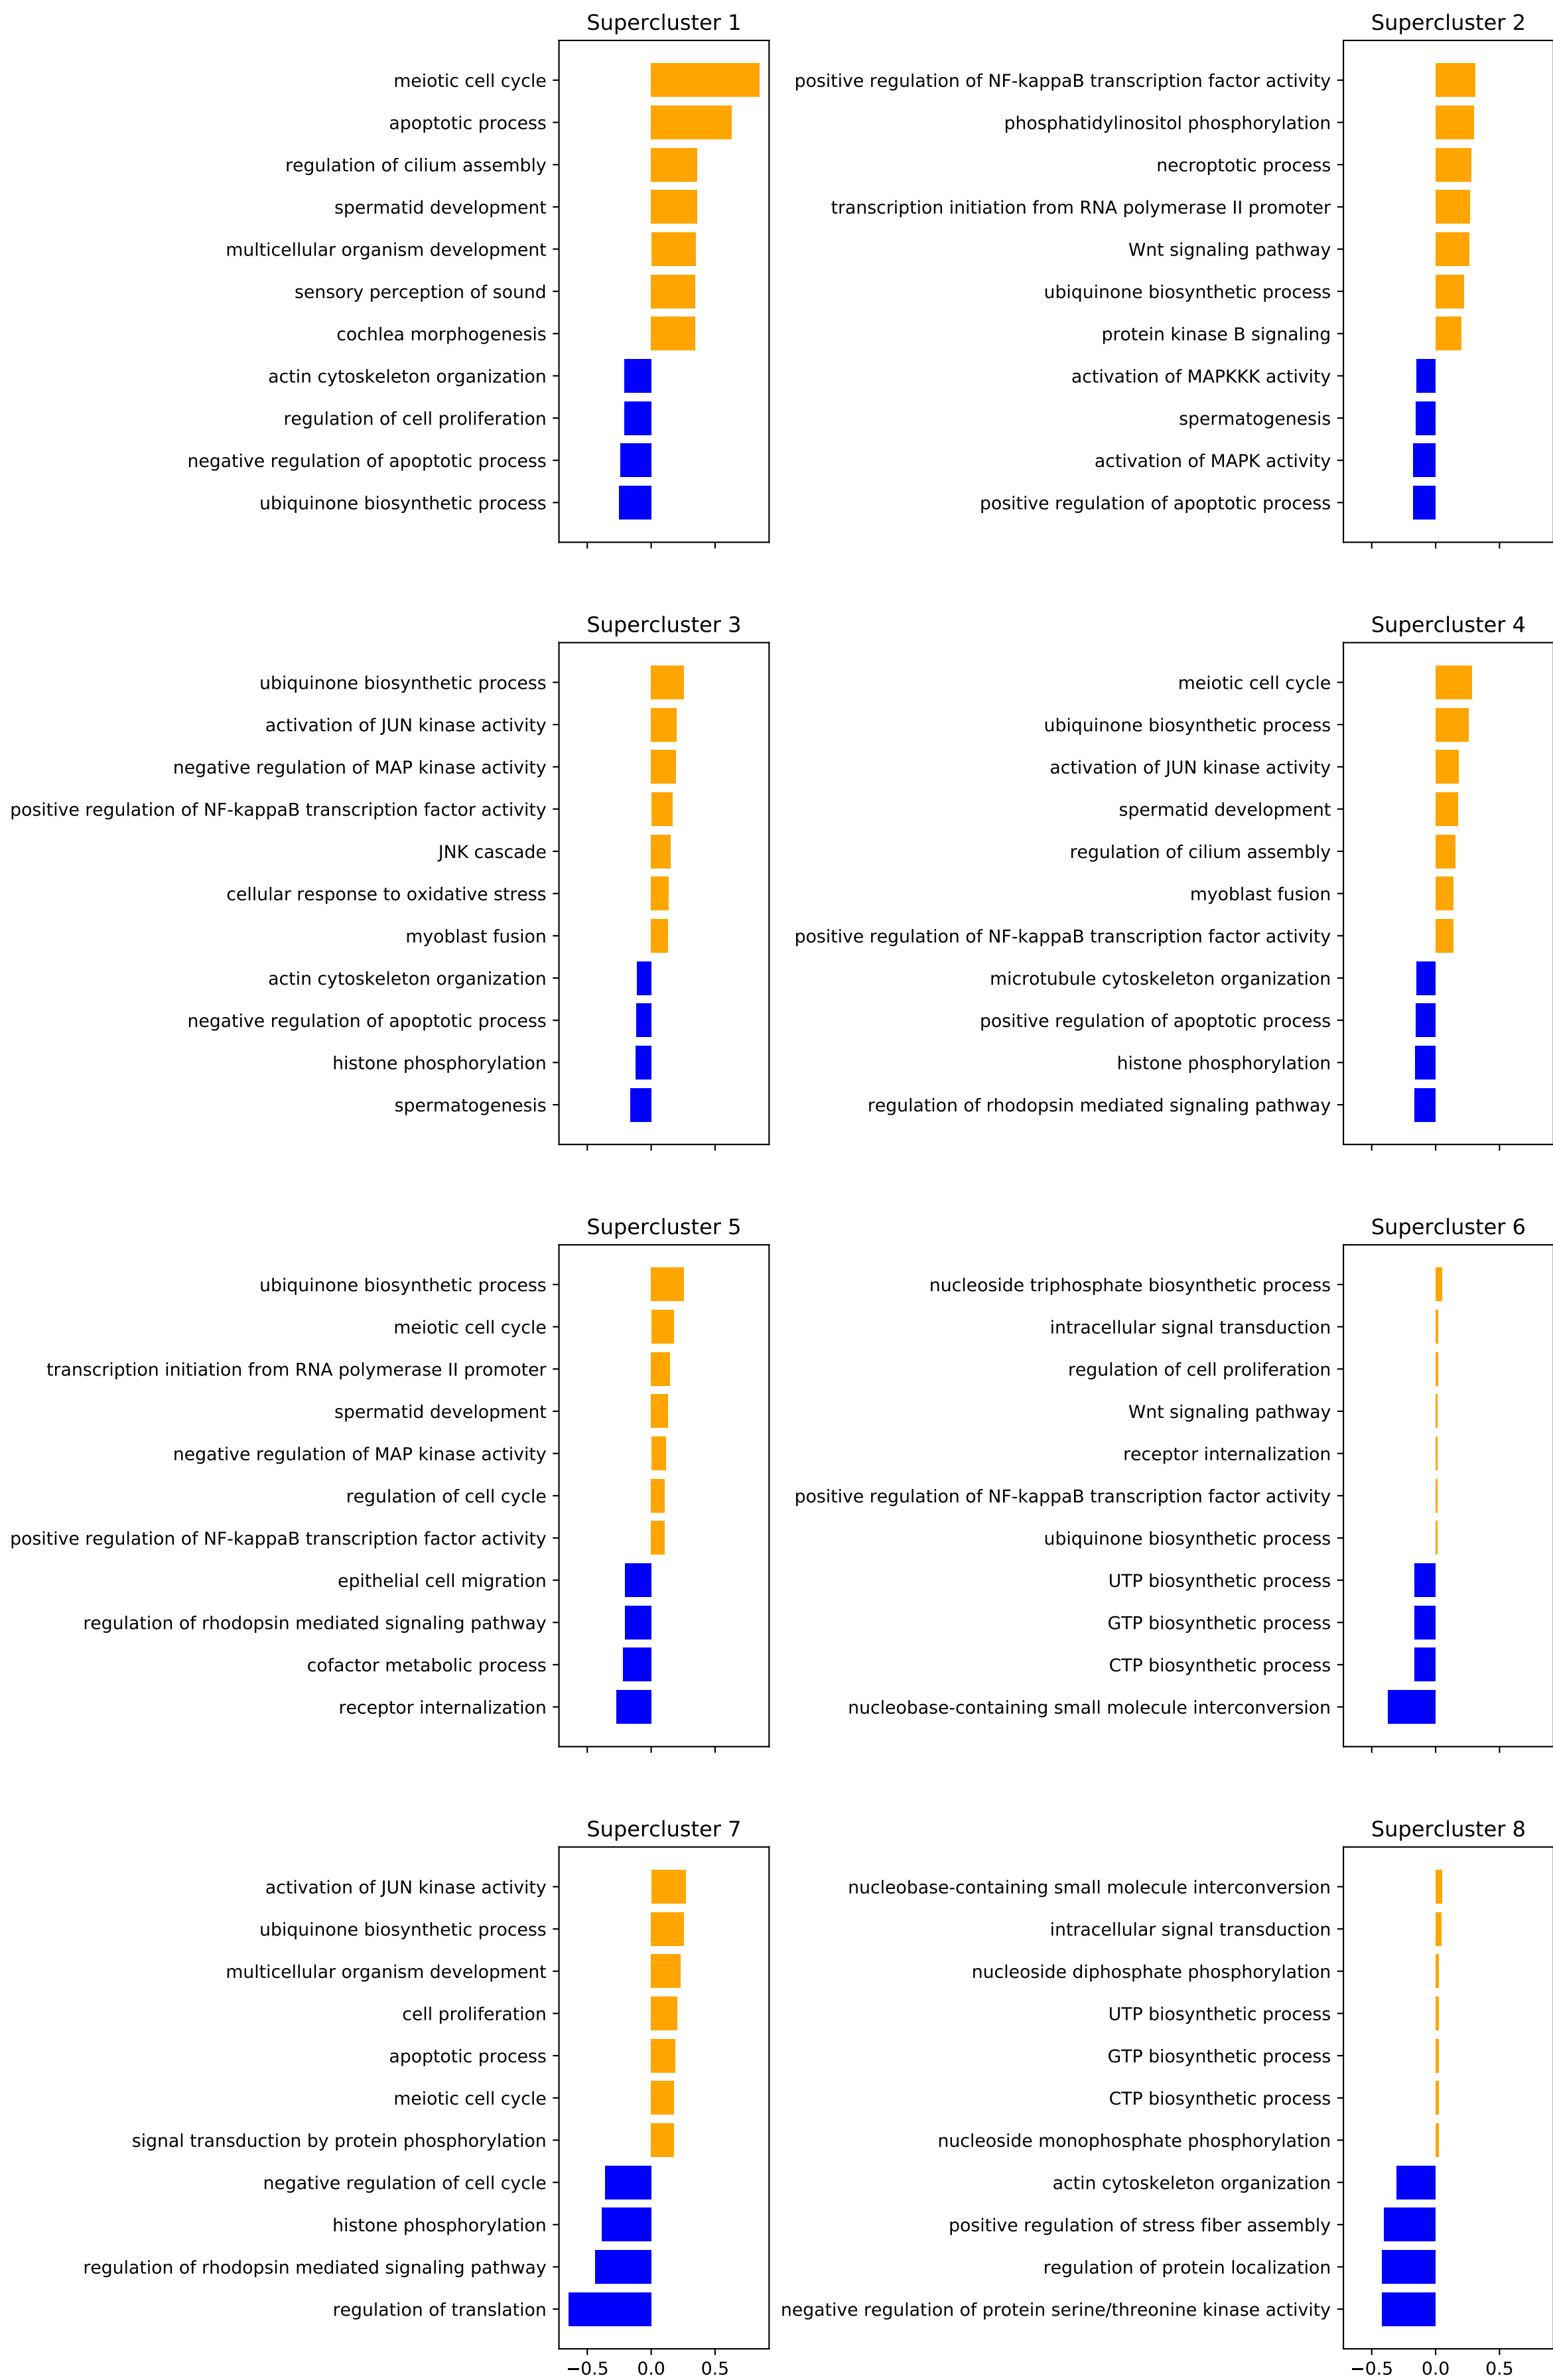 Supercluster 1
meiotic cell cycle
apoptotic process
regulation of cilium assembly
spermatid development
multicellular organism development
sensory perception of sound
cochlea morphogenesis
actin cytoskeleton organization
regulation of cell proliferation
negative regulation of apoptotic process
ubiquinone biosynthetic process
Supercluster 2
positive regulation of NF-kappaB transcription factor activity
phosphatidylinositol phosphorylation
necroptotic process
transcription initiation from RNA polymerase II promoter
Wnt signaling pathway
ubiquinone biosynthetic process
protein kinase B signaling
activation of MAPKKK activity
spermatogenesis
activation of MAPK activity
positive regulation of apoptotic process
Supercluster 3
ubiquinone biosynthetic process
activation of JUN kinase activity
negative regulation of MAP kinase activity
positive regulation of NF-kappaB transcription factor activity
JNK cascade
cellular response to oxidative stress
myoblast fusion
actin cytoskeleton organization
negative regulation of apoptotic process
histone phosphorylation
spermatogenesis
Supercluster 4
meiotic cell cycle
ubiquinone biosynthetic process
activation of JUN kinase activity
spermatid development
regulation of cilium assembly
myoblast fusion
positive regulation of NF-kappaB transcription factor activity
microtubule cytoskeleton organization
positive regulation of apoptotic process
histone phosphorylation
regulation of rhodopsin mediated signaling pathway
Supercluster 5
ubiquinone biosynthetic process
meiotic cell cycle
transcription initiation from RNA polymerase II promoter
spermatid development
negative regulation of MAP kinase activity
regulation of cell cycle
positive regulation of NF-kappaB transcription factor activity
epithelial cell migration
regulation of rhodopsin mediated signaling pathway
cofactor metabolic process
receptor internalization
Supercluster 6
nucleoside triphosphate biosynthetic process
intracellular signal transduction
regulation of cell proliferation
Wnt signaling pathway
receptor internalization
positive regulation of NF-kappaB transcription factor activity
ubiquinone biosynthetic process
UTP biosynthetic process
GTP biosynthetic process
CTP biosynthetic process
nucleobase-containing small molecule interconversion
Supercluster 7
activation of JUN kinase activity
ubiquinone biosynthetic process
multicellular organism development
cell proliferation
apoptotic process
meiotic cell cycle
signal transduction by protein phosphorylation
negative regulation of cell cycle
histone phosphorylation
regulation of rhodopsin mediated signaling pathway
regulation of translation
−0.5 0.0 0.5
Supercluster 8
nucleobase-containing small molecule interconversion
intracellular signal transduction
nucleoside diphosphate phosphorylation
UTP biosynthetic process
GTP biosynthetic process
CTP biosynthetic process
nucleoside monophosphate phosphorylation
actin cytoskeleton organization
positive regulation of stress fiber assembly
regulation of protein localization
negative regulation of protein serine/threonine kinase activity
−0.5 0.0 0.5